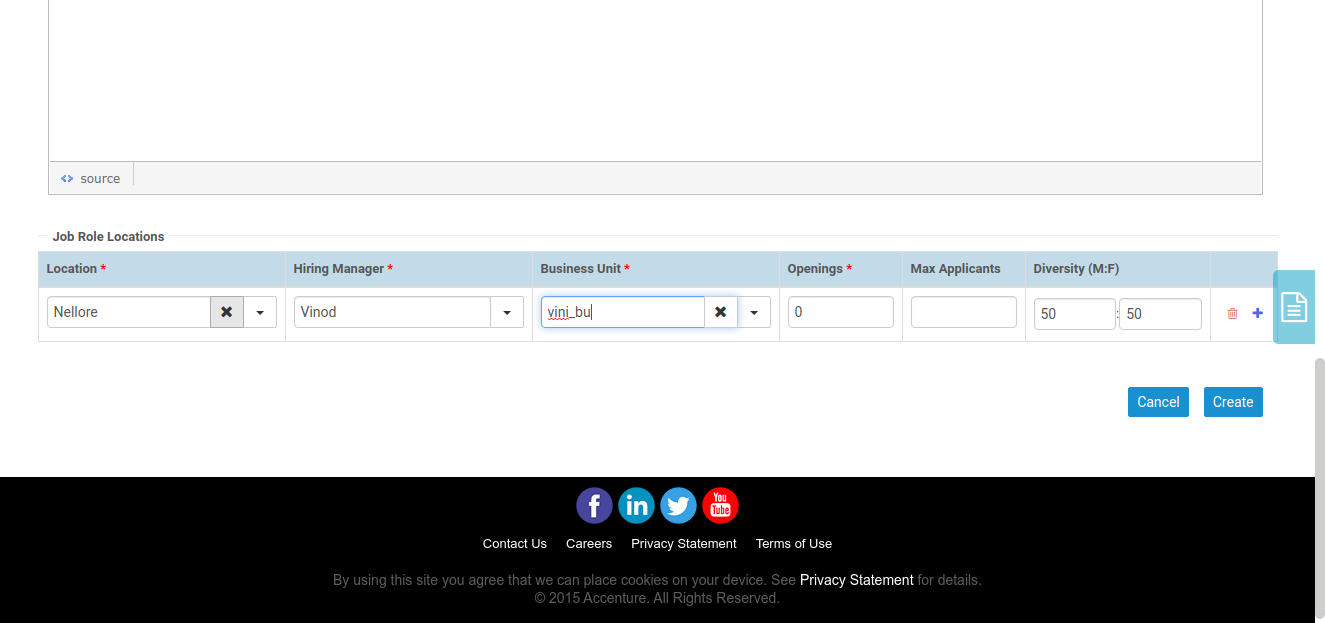 source
Job Role Locations
Location * Hiring Manager * Business Unit * Openings * Max Applicants Diversity (M:F)
Nellore Vinod vini_bu 0 50 : 50
Cancel Create
f in You Tube
Contact Us Careers Privacy Statement Terms of Use
By using this site you agree that we can place cookies on your device. See Privacy Statement for details.
© 2015 Accenture. All Rights Reserved.